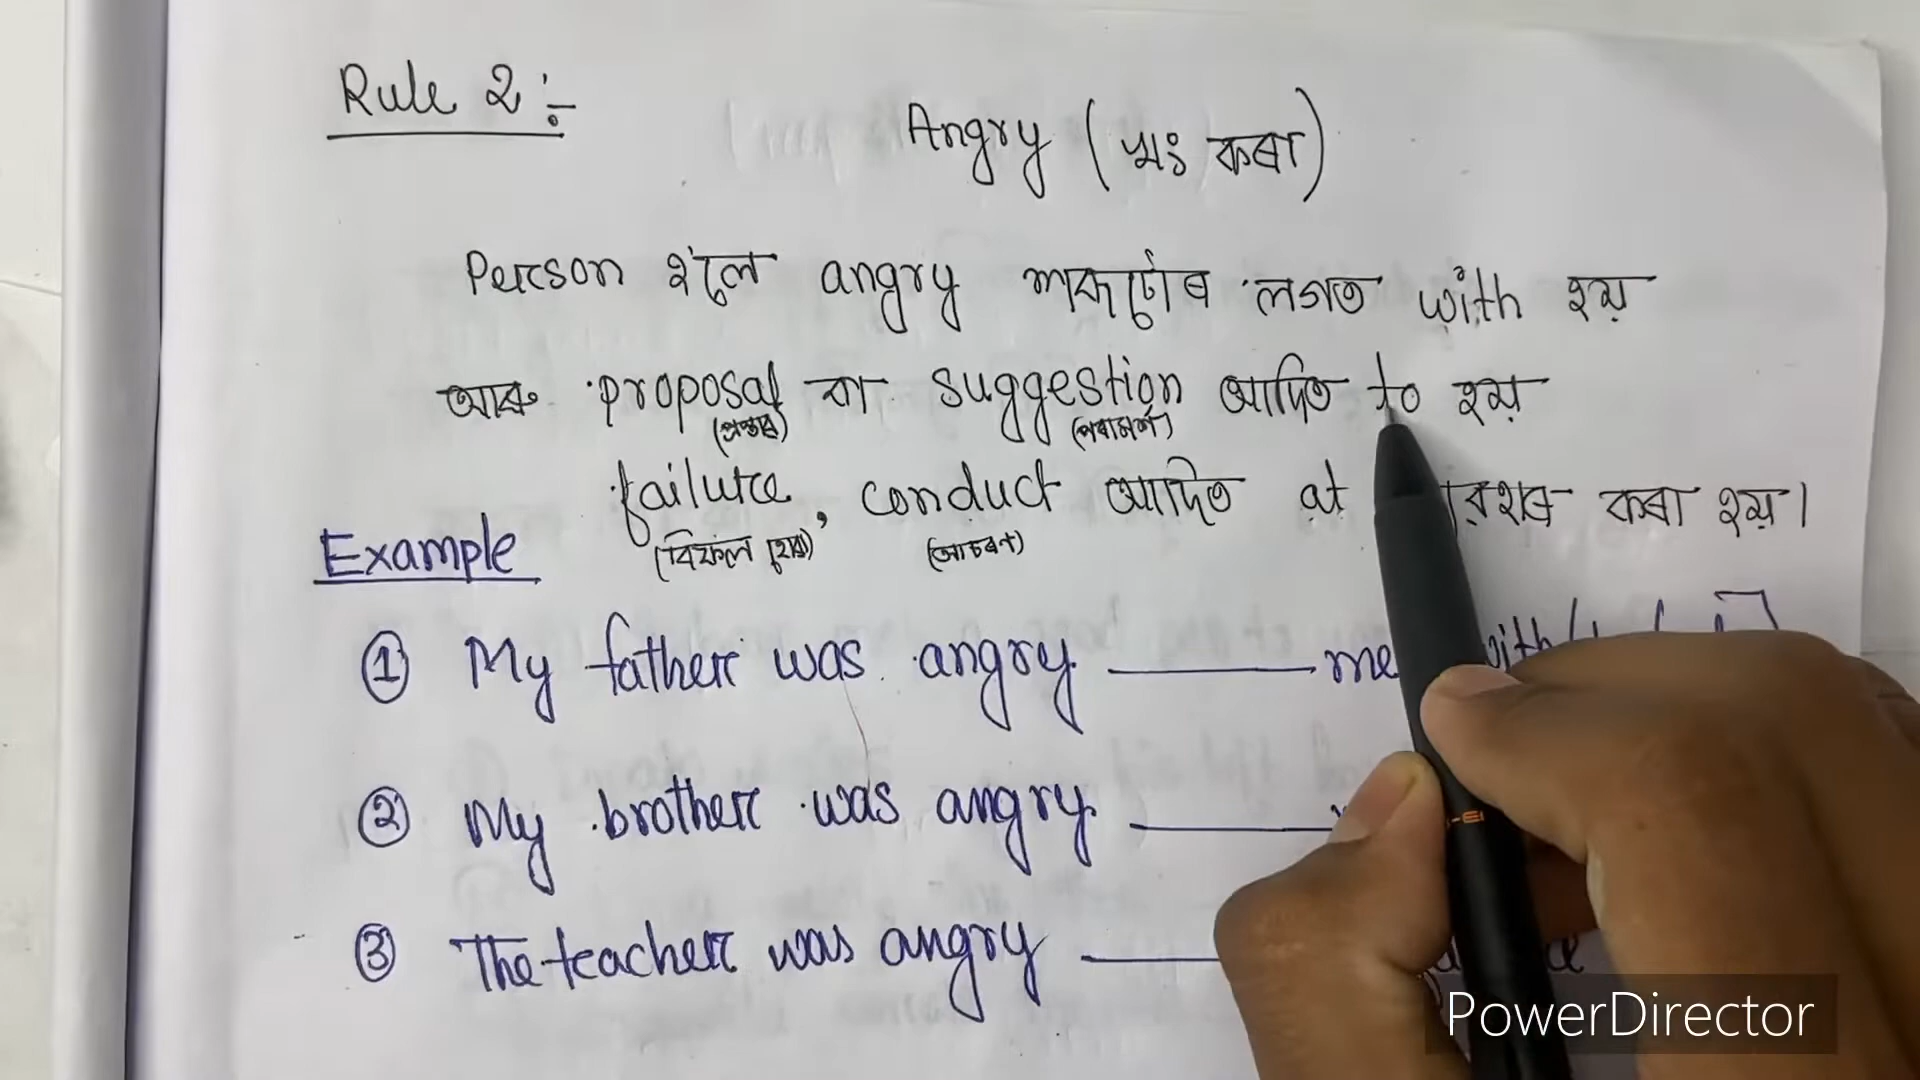 Rule 2 :-
Angry (খং কৰা)
Person হ'লে angry শব্দটোৰ লগত with হয়
আৰু proposal বা suggestion আদিত to হয়
(প্ৰস্তাৱ) (পৰামৰ্শ)
failure, conduct আদিত at কৰা হয়।
(বিফল হোৱা) (আচৰণ)
Example
① My father was angry ______ me with
② My brother was angry ______
③ The teacher was angry ______
PowerDirector